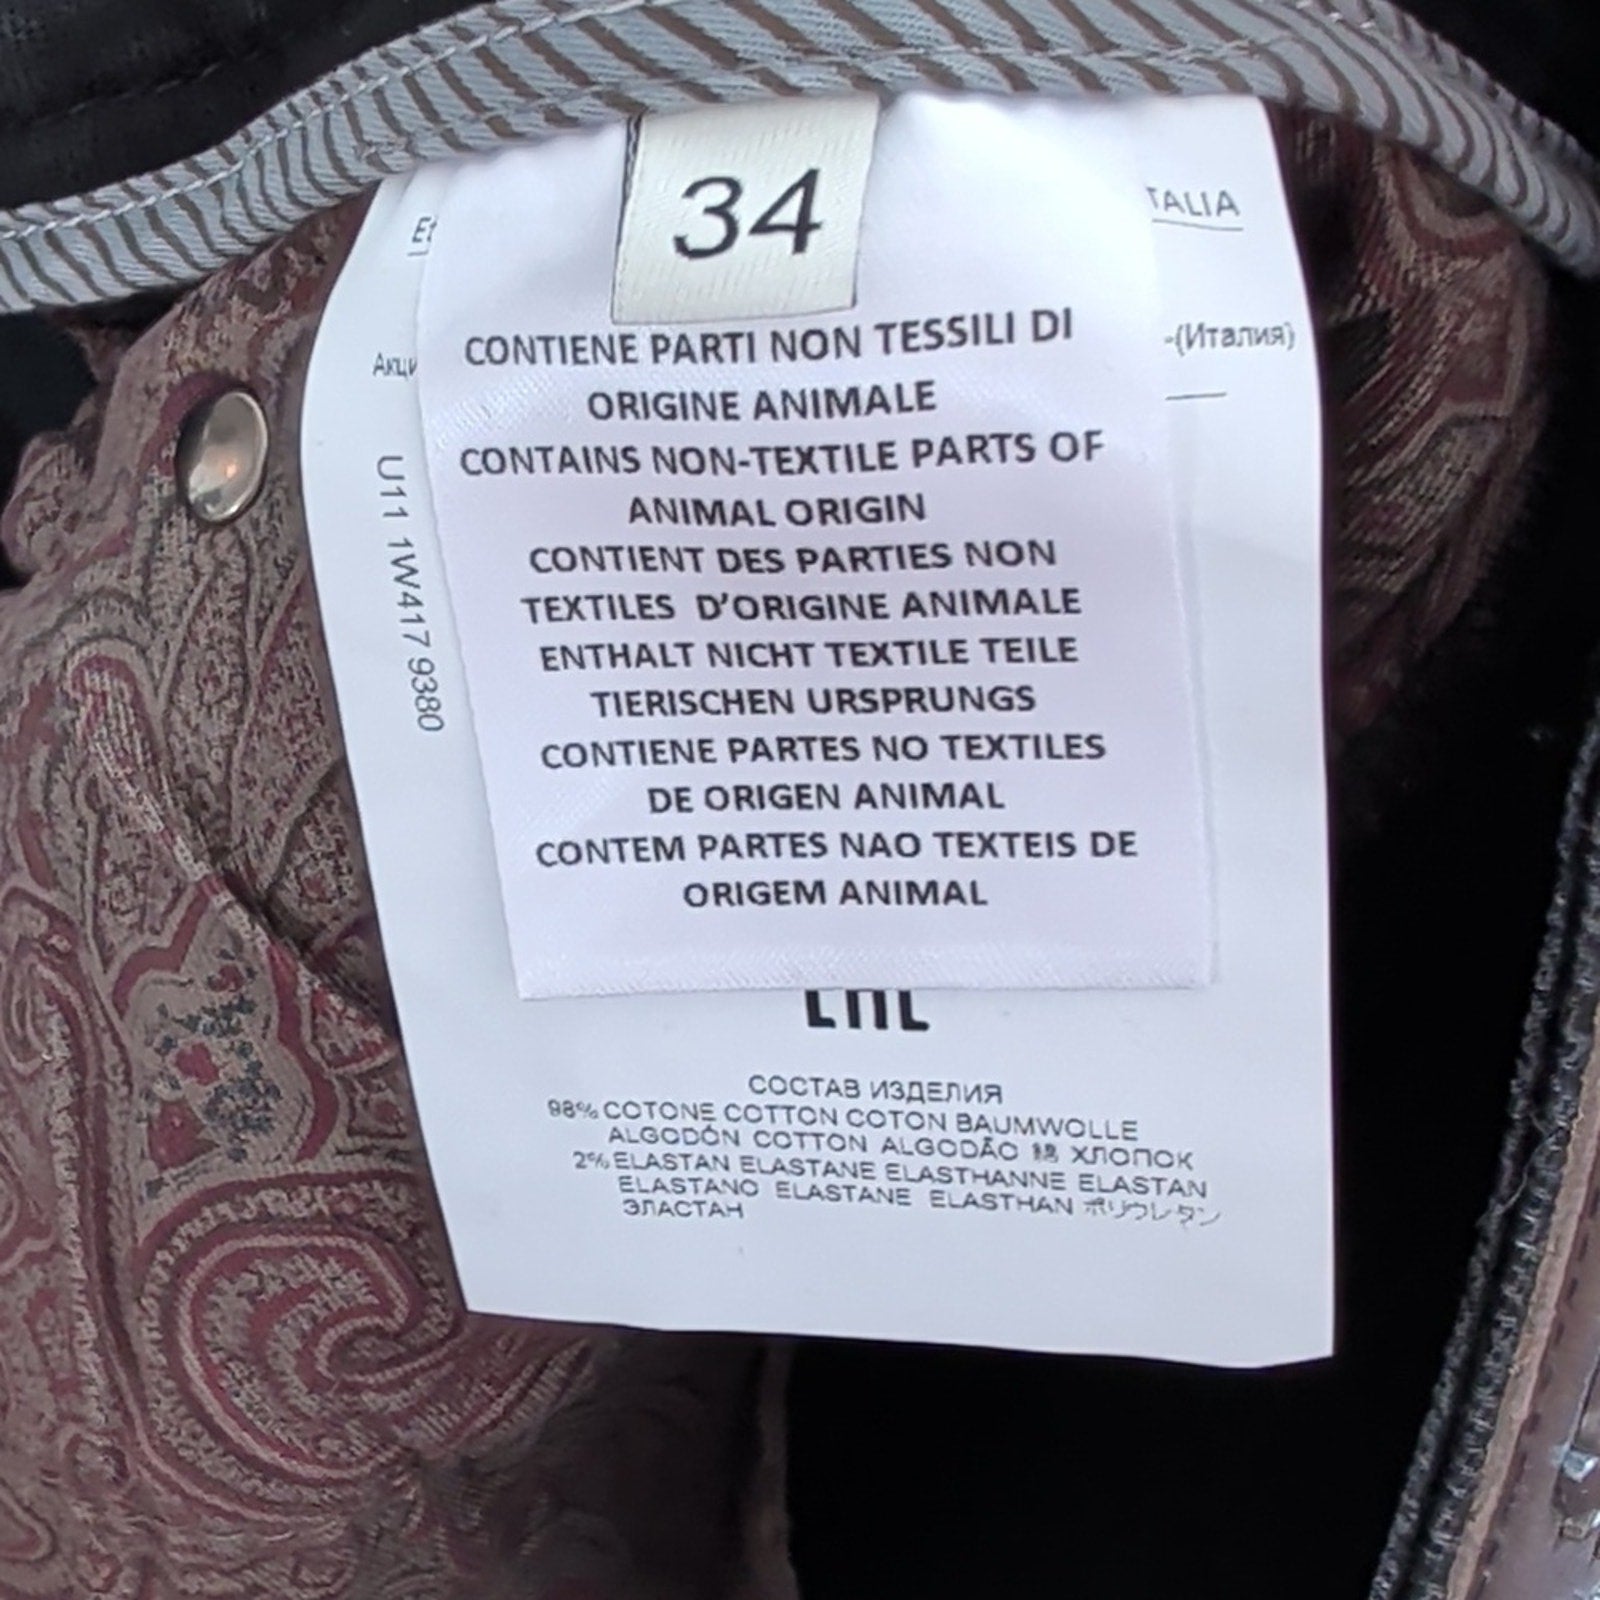 34
TALIA
-(Италия)
U11 1W417 9380
CONTIENE PARTI NON TESSILI DI
ORIGINE ANIMALE
CONTAINS NON-TEXTILE PARTS OF
ANIMAL ORIGIN
CONTIENT DES PARTIES NON
TEXTILES D'ORIGINE ANIMALE
ENTHALT NICHT TEXTILE TEILE
TIERISCHEN URSPRUNGS
CONTIENE PARTES NO TEXTILES
DE ORIGEN ANIMAL
CONTEM PARTES NAO TEXTEIS DE
ORIGEM ANIMAL
СОСТАВ ИЗДЕЛИЯ
98% COTONE COTTON COTON BAUMWOLLE
ALGODÓN COTTON ALGODÃO 綿 ХЛОПОК
2% ELASTAN ELASTANE ELASTHANNE ELASTAN
ELASTANO ELASTANE ELASTHAN ポリウレタン
ЭЛАСТАН